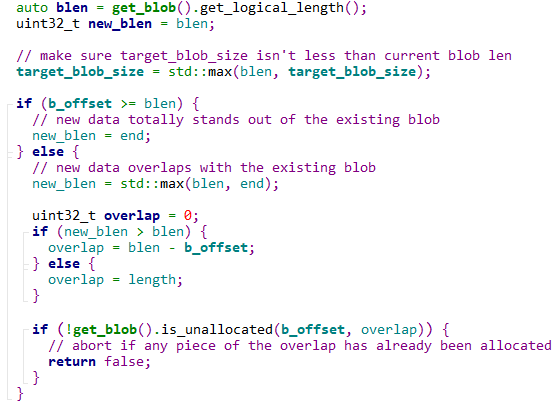 auto blen = get_blob().get_logical_length();
uint32_t new_blen = blen;

// make sure target_blob_size isn't less than current blob len
target_blob_size = std::max(blen, target_blob_size);

if (b_offset >= blen) {
  // new data totally stands out of the existing blob
  new_blen = end;
} else {
  // new data overlaps with the existing blob
  new_blen = std::max(blen, end);

  uint32_t overlap = 0;
  if (new_blen > blen) {
    overlap = blen - b_offset;
  } else {
    overlap = length;
  }

  if (!get_blob().is_unallocated(b_offset, overlap)) {
    // abort if any piece of the overlap has already been allocated
    return false;
  }
}